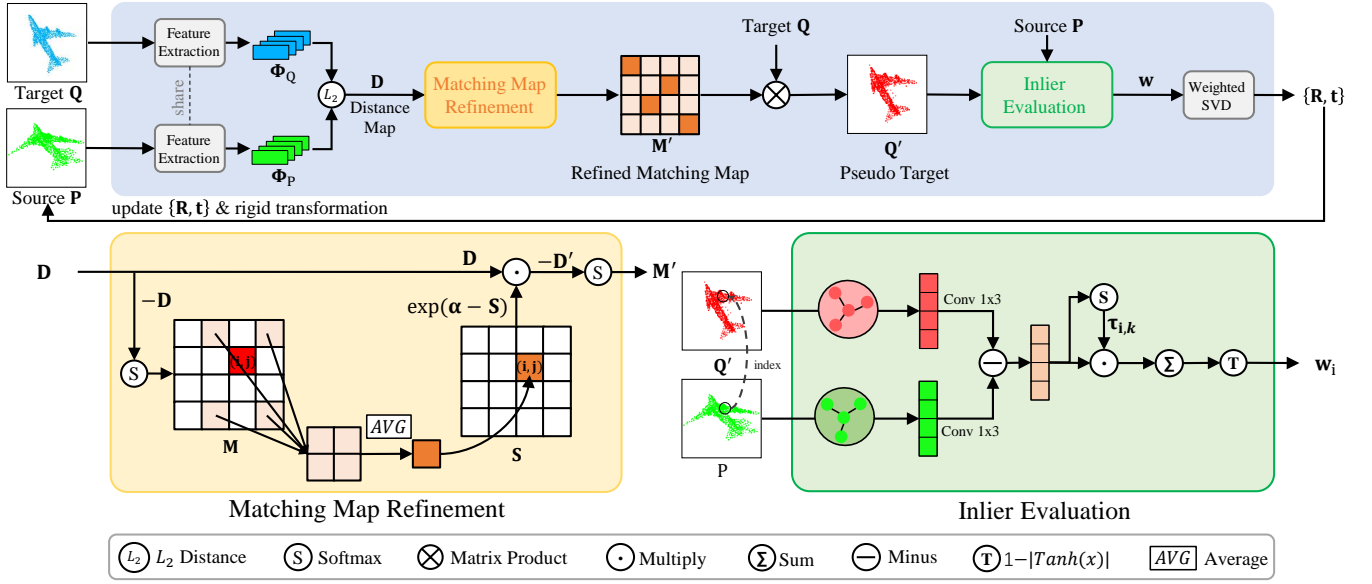 Target Q
Source P
Feature
Extraction
share
Feature
Extraction
Φ_Q
Φ_P
L₂
D
Distance
Map
Matching Map
Refinement
M′
Refined Matching Map
Target Q
Q′
Pseudo Target
Source P
Inlier
Evaluation
w
Weighted
SVD
{R, t}
update {R, t} & rigid transformation
D
−D
S
(i, j)
M
AVG
D
exp(α − S)
(i, j)
S
−D′
S
M′
Matching Map Refinement
Q′
index
P
Conv 1x3
Conv 1x3
S
τ_{i,k}
Σ
T
w_i
Inlier Evaluation
L₂ L₂ Distance
S Softmax
Matrix Product
Multiply
Σ Sum
Minus
T 1−|Tanh(x)|
AVG Average